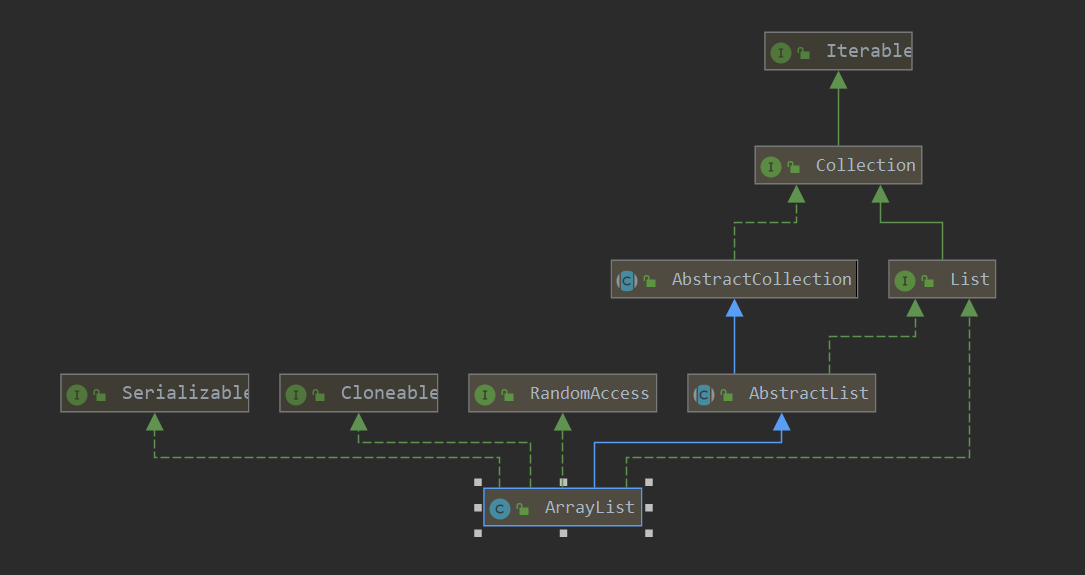 I Iterable
I Collection
C AbstractCollection
I List
I Serializable
I Cloneable
I RandomAccess
C AbstractList
C ArrayList